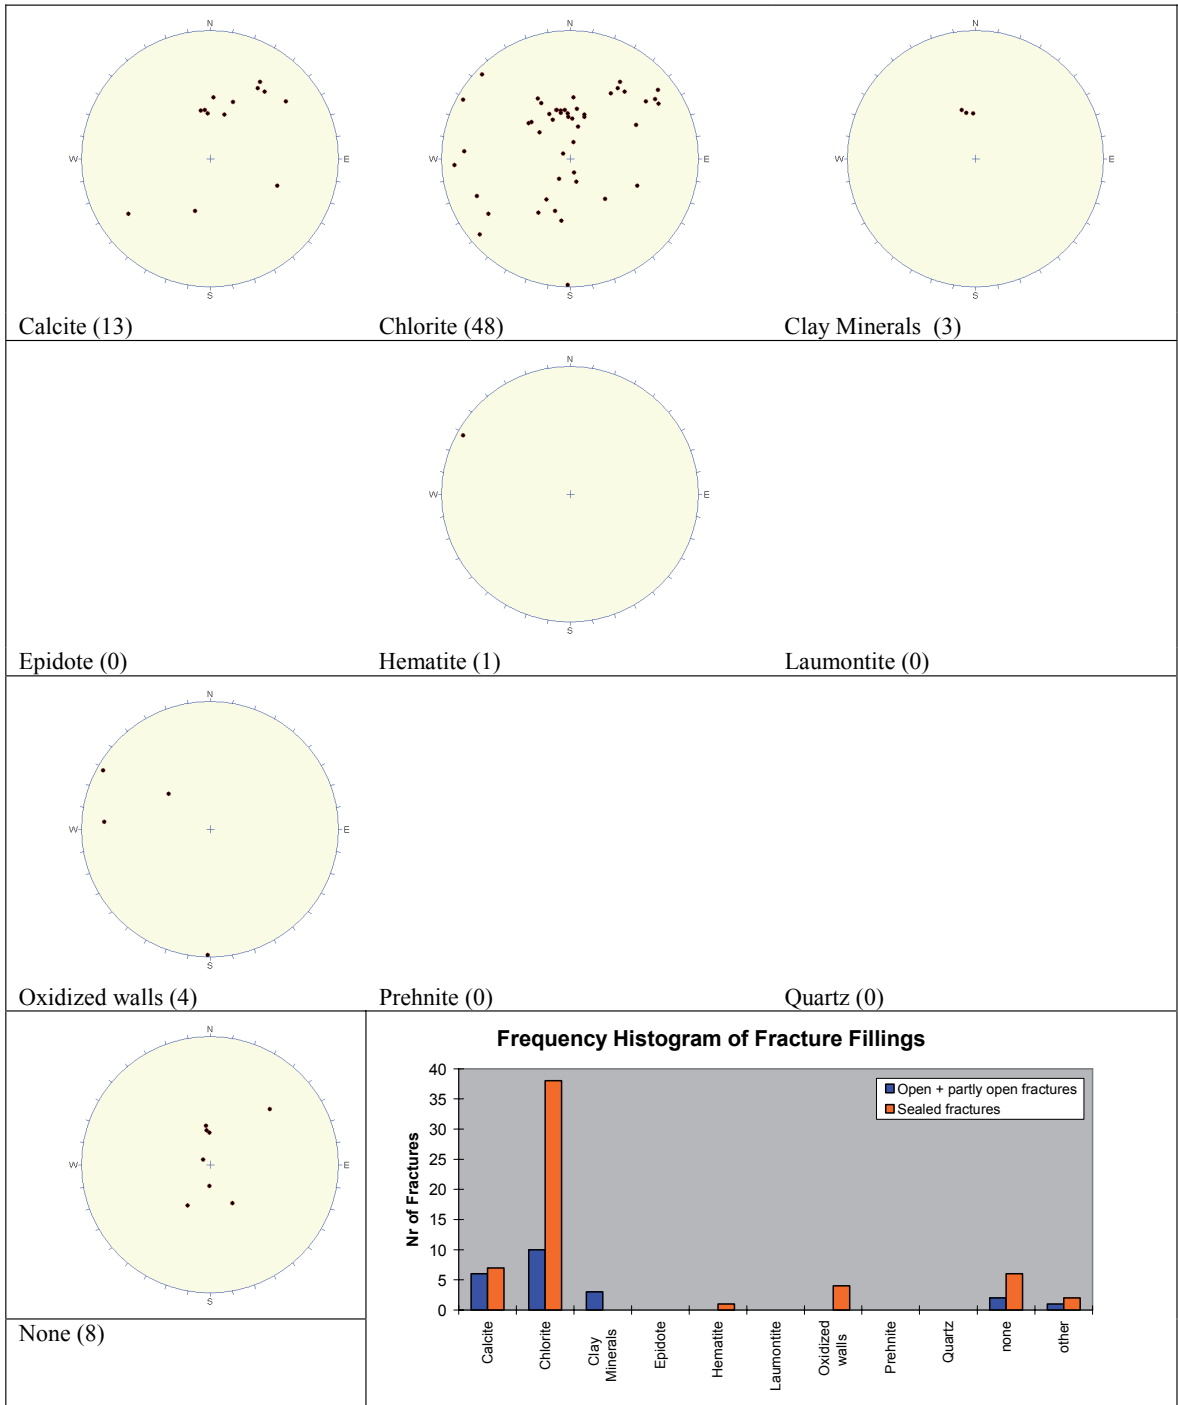 N
W
E
S
N
W
E
S
N
W
E
S
Calcite (13)
Chlorite (48)
Clay Minerals (3)
N
W
E
S
Epidote (0)
Hematite (1)
Laumontite (0)
N
W
E
S
Oxidized walls (4)
Prehnite (0)
Quartz (0)
N
W
E
S
None (8)
Frequency Histogram of Fracture Fillings
Nr of Fractures
40
35
30
25
20
15
10
5
0
Open + partly open fractures
Sealed fractures
Calcite
Chlorite
Clay
Minerals
Epidote
Hematite
Laumontite
Oxidized
walls
Prehnite
Quartz
none
other